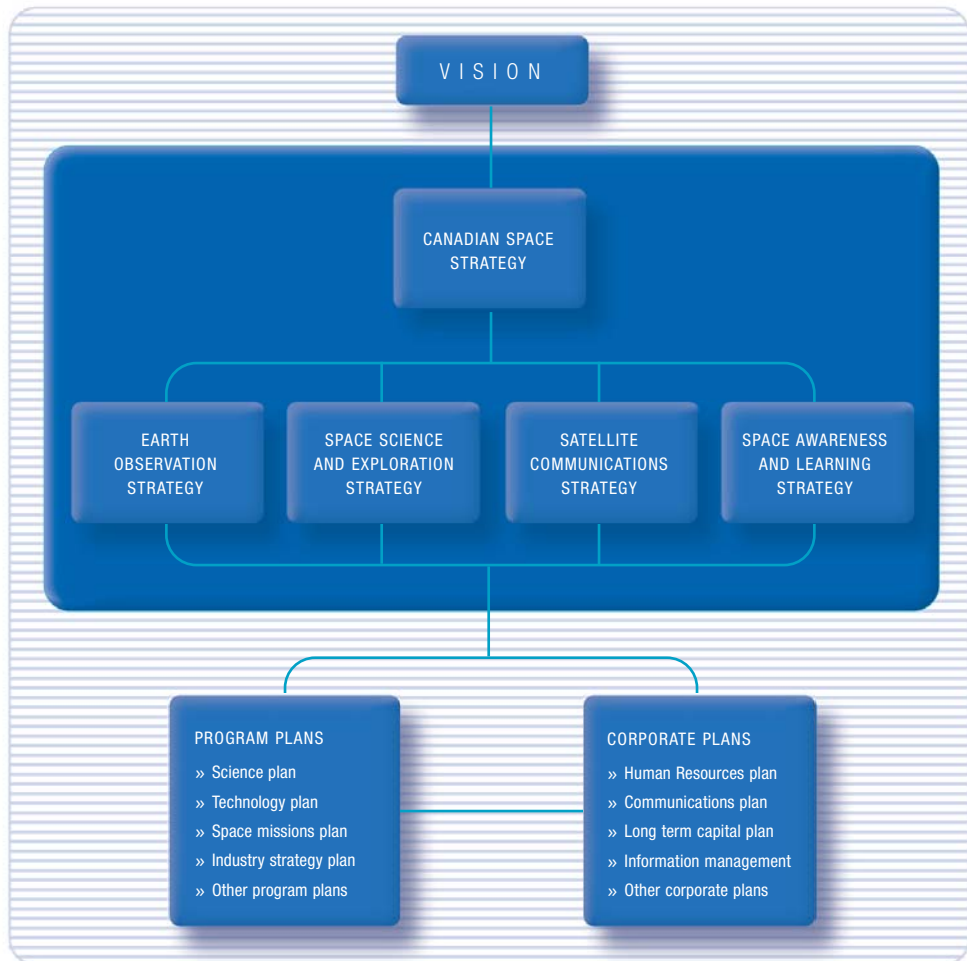 VISION
CANADIAN SPACE
STRATEGY
EARTH
OBSERVATION
STRATEGY
SPACE SCIENCE
AND EXPLORATION
STRATEGY
SATELLITE
COMMUNICATIONS
STRATEGY
SPACE AWARENESS
AND LEARNING
STRATEGY
PROGRAM PLANS
» Science plan
» Technology plan
» Space missions plan
» Industry strategy plan
» Other program plans
CORPORATE PLANS
» Human Resources plan
» Communications plan
» Long term capital plan
» Information management
» Other corporate plans